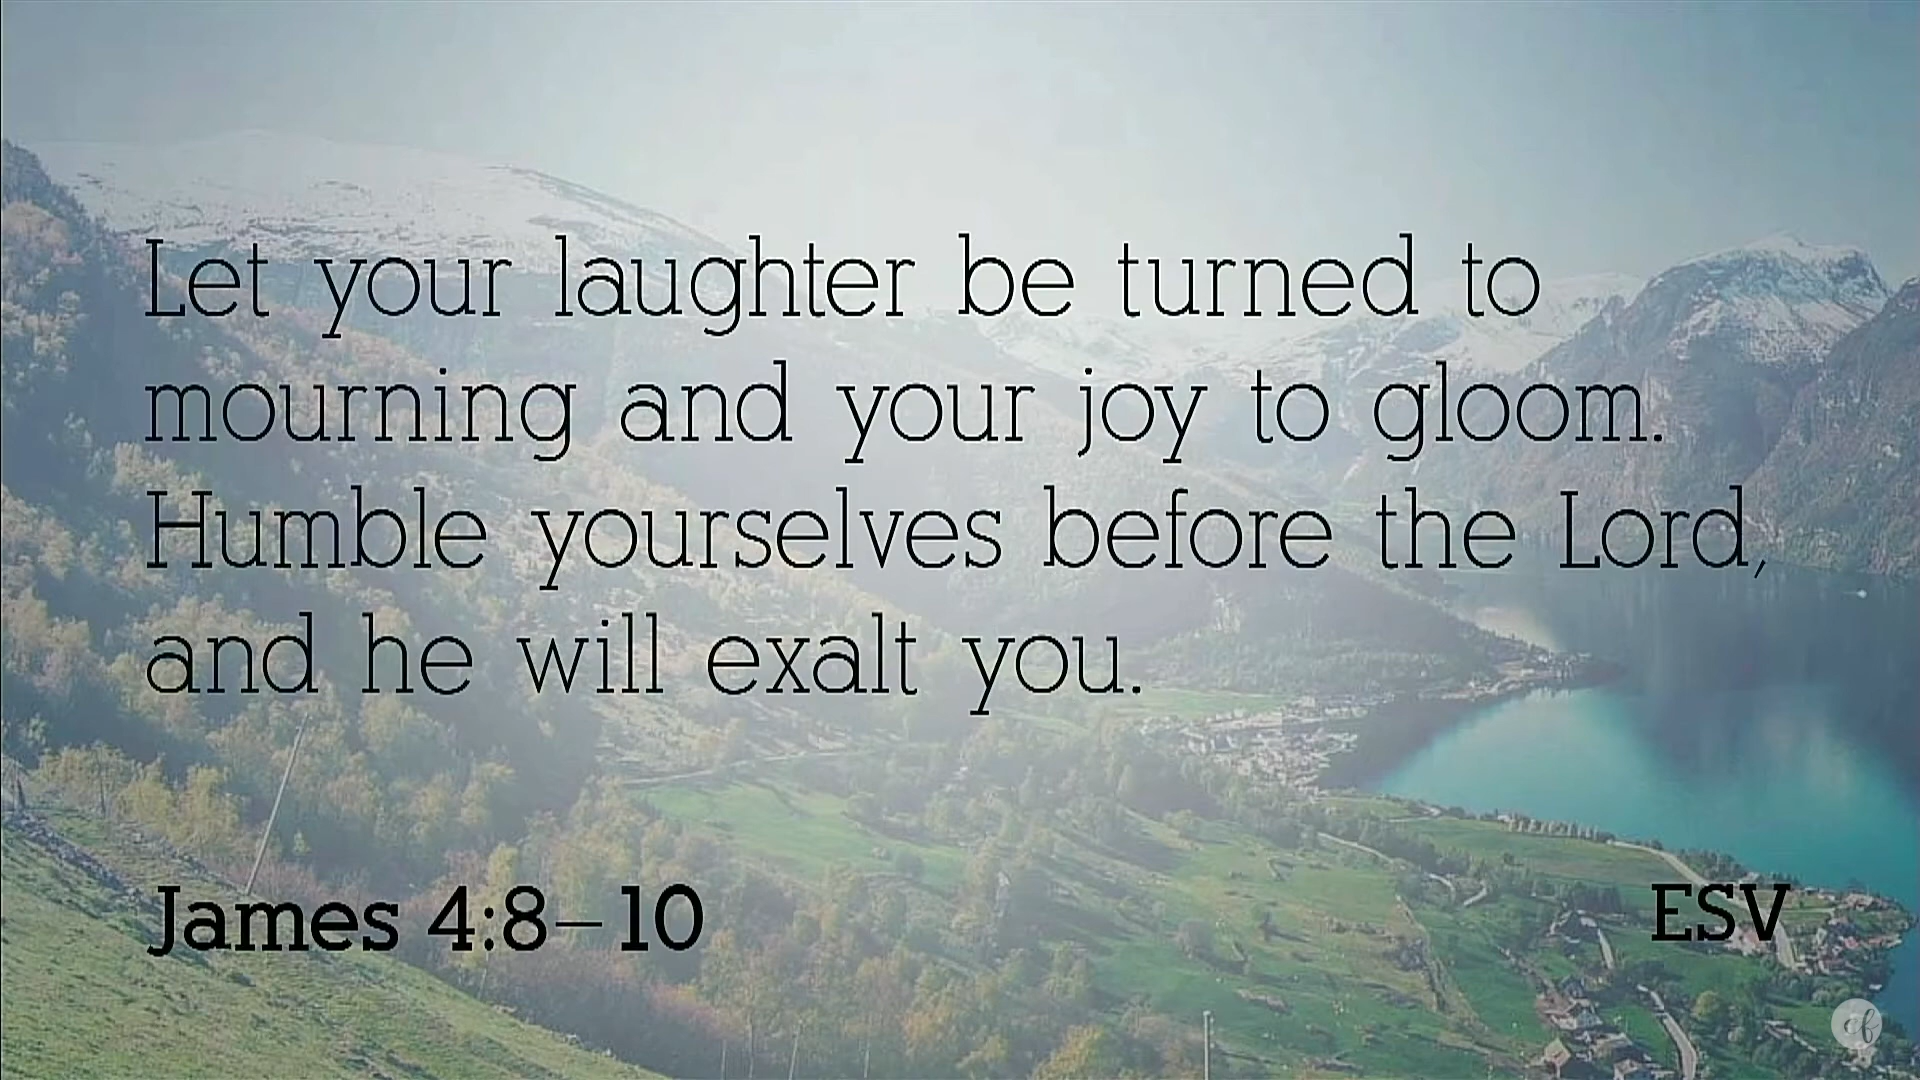 Let your laughter be turned to
mourning and your joy to gloom.
Humble yourselves before the Lord,
and he will exalt you.
James 4:8–10
ESV
cf